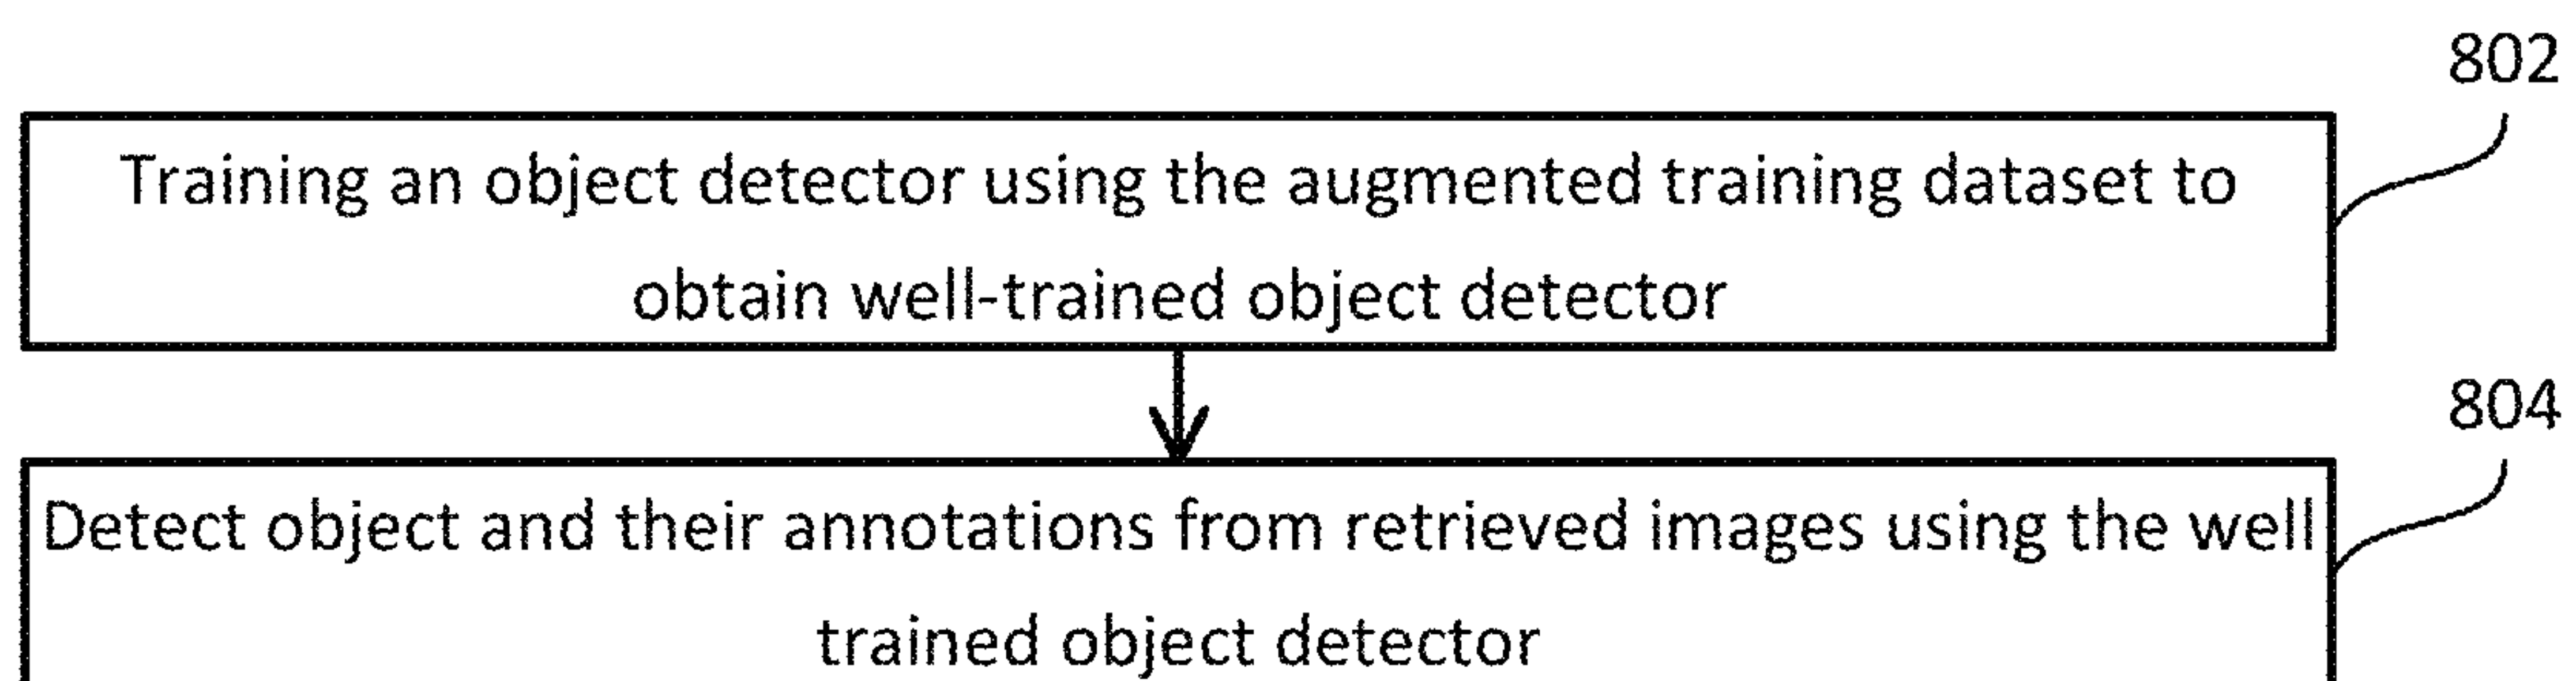 802
Training an object detector using the augmented training dataset to
obtain well-trained object detector
804
Detect object and their annotations from retrieved images using the well
trained object detector